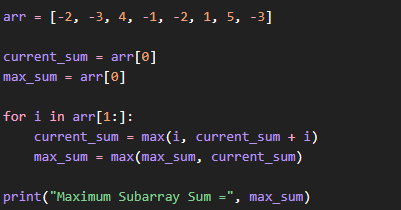 arr = [-2, -3, 4, -1, -2, 1, 5, -3]
current_sum = arr[0]
max_sum = arr[0]
for i in arr[1:]:
    current_sum = max(i, current_sum + i)
    max_sum = max(max_sum, current_sum)
print("Maximum Subarray Sum =", max_sum)